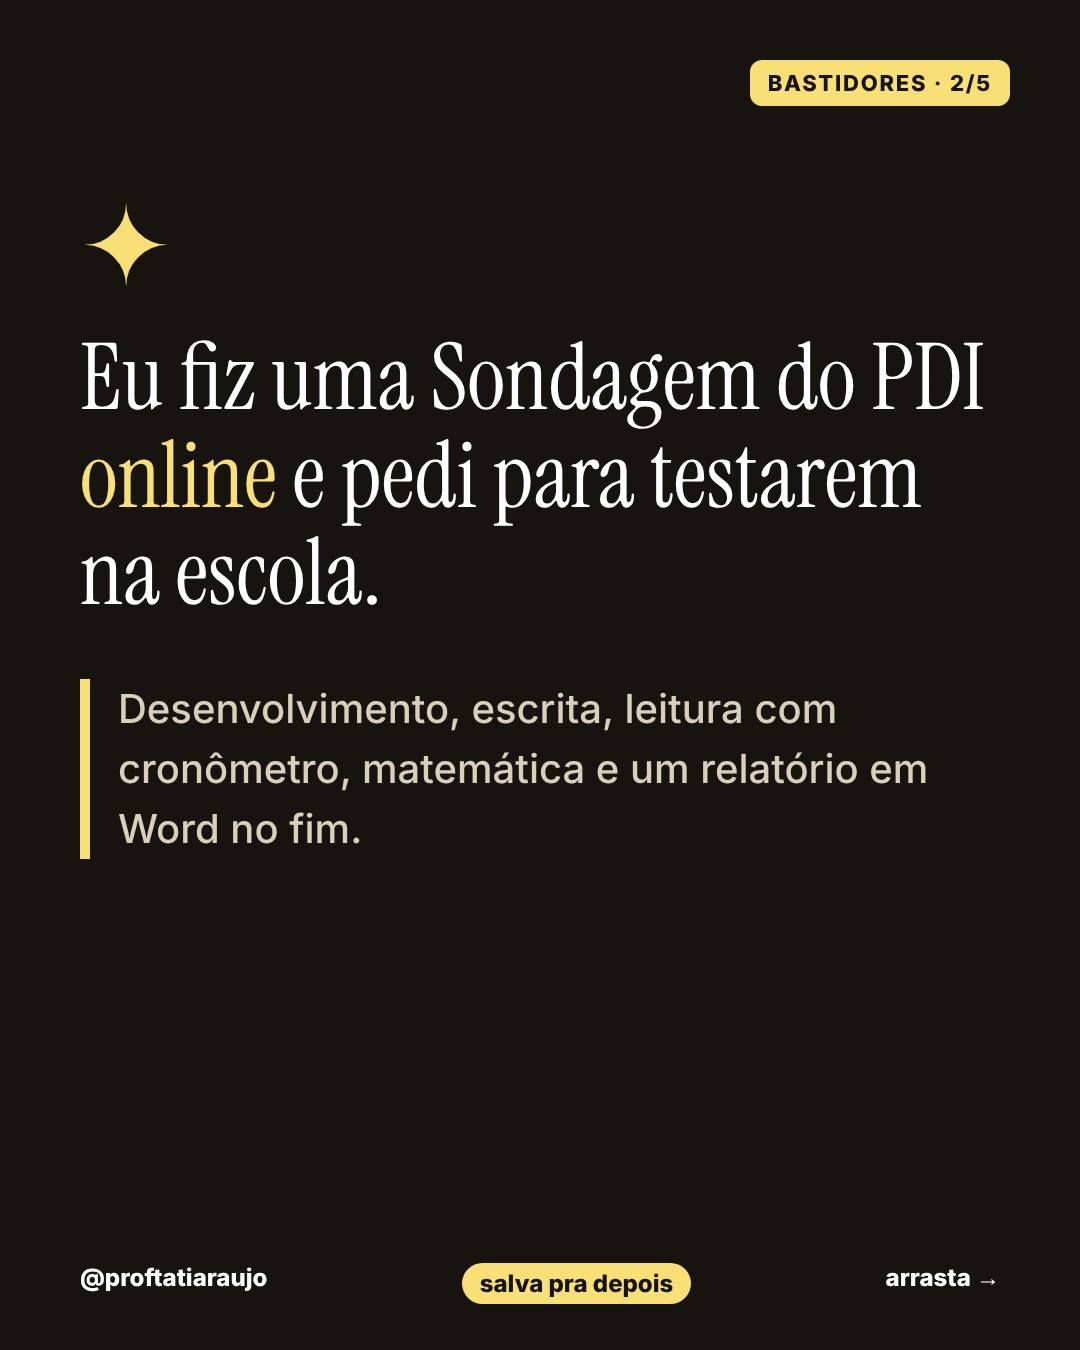 BASTIDORES · 2/5
Eu fiz uma Sondagem do PDI
online e pedi para testarem
na escola.
Desenvolvimento, escrita, leitura com
cronômetro, matemática e um relatório em
Word no fim.
@proftatiaraujo
salva pra depois
arrasta →